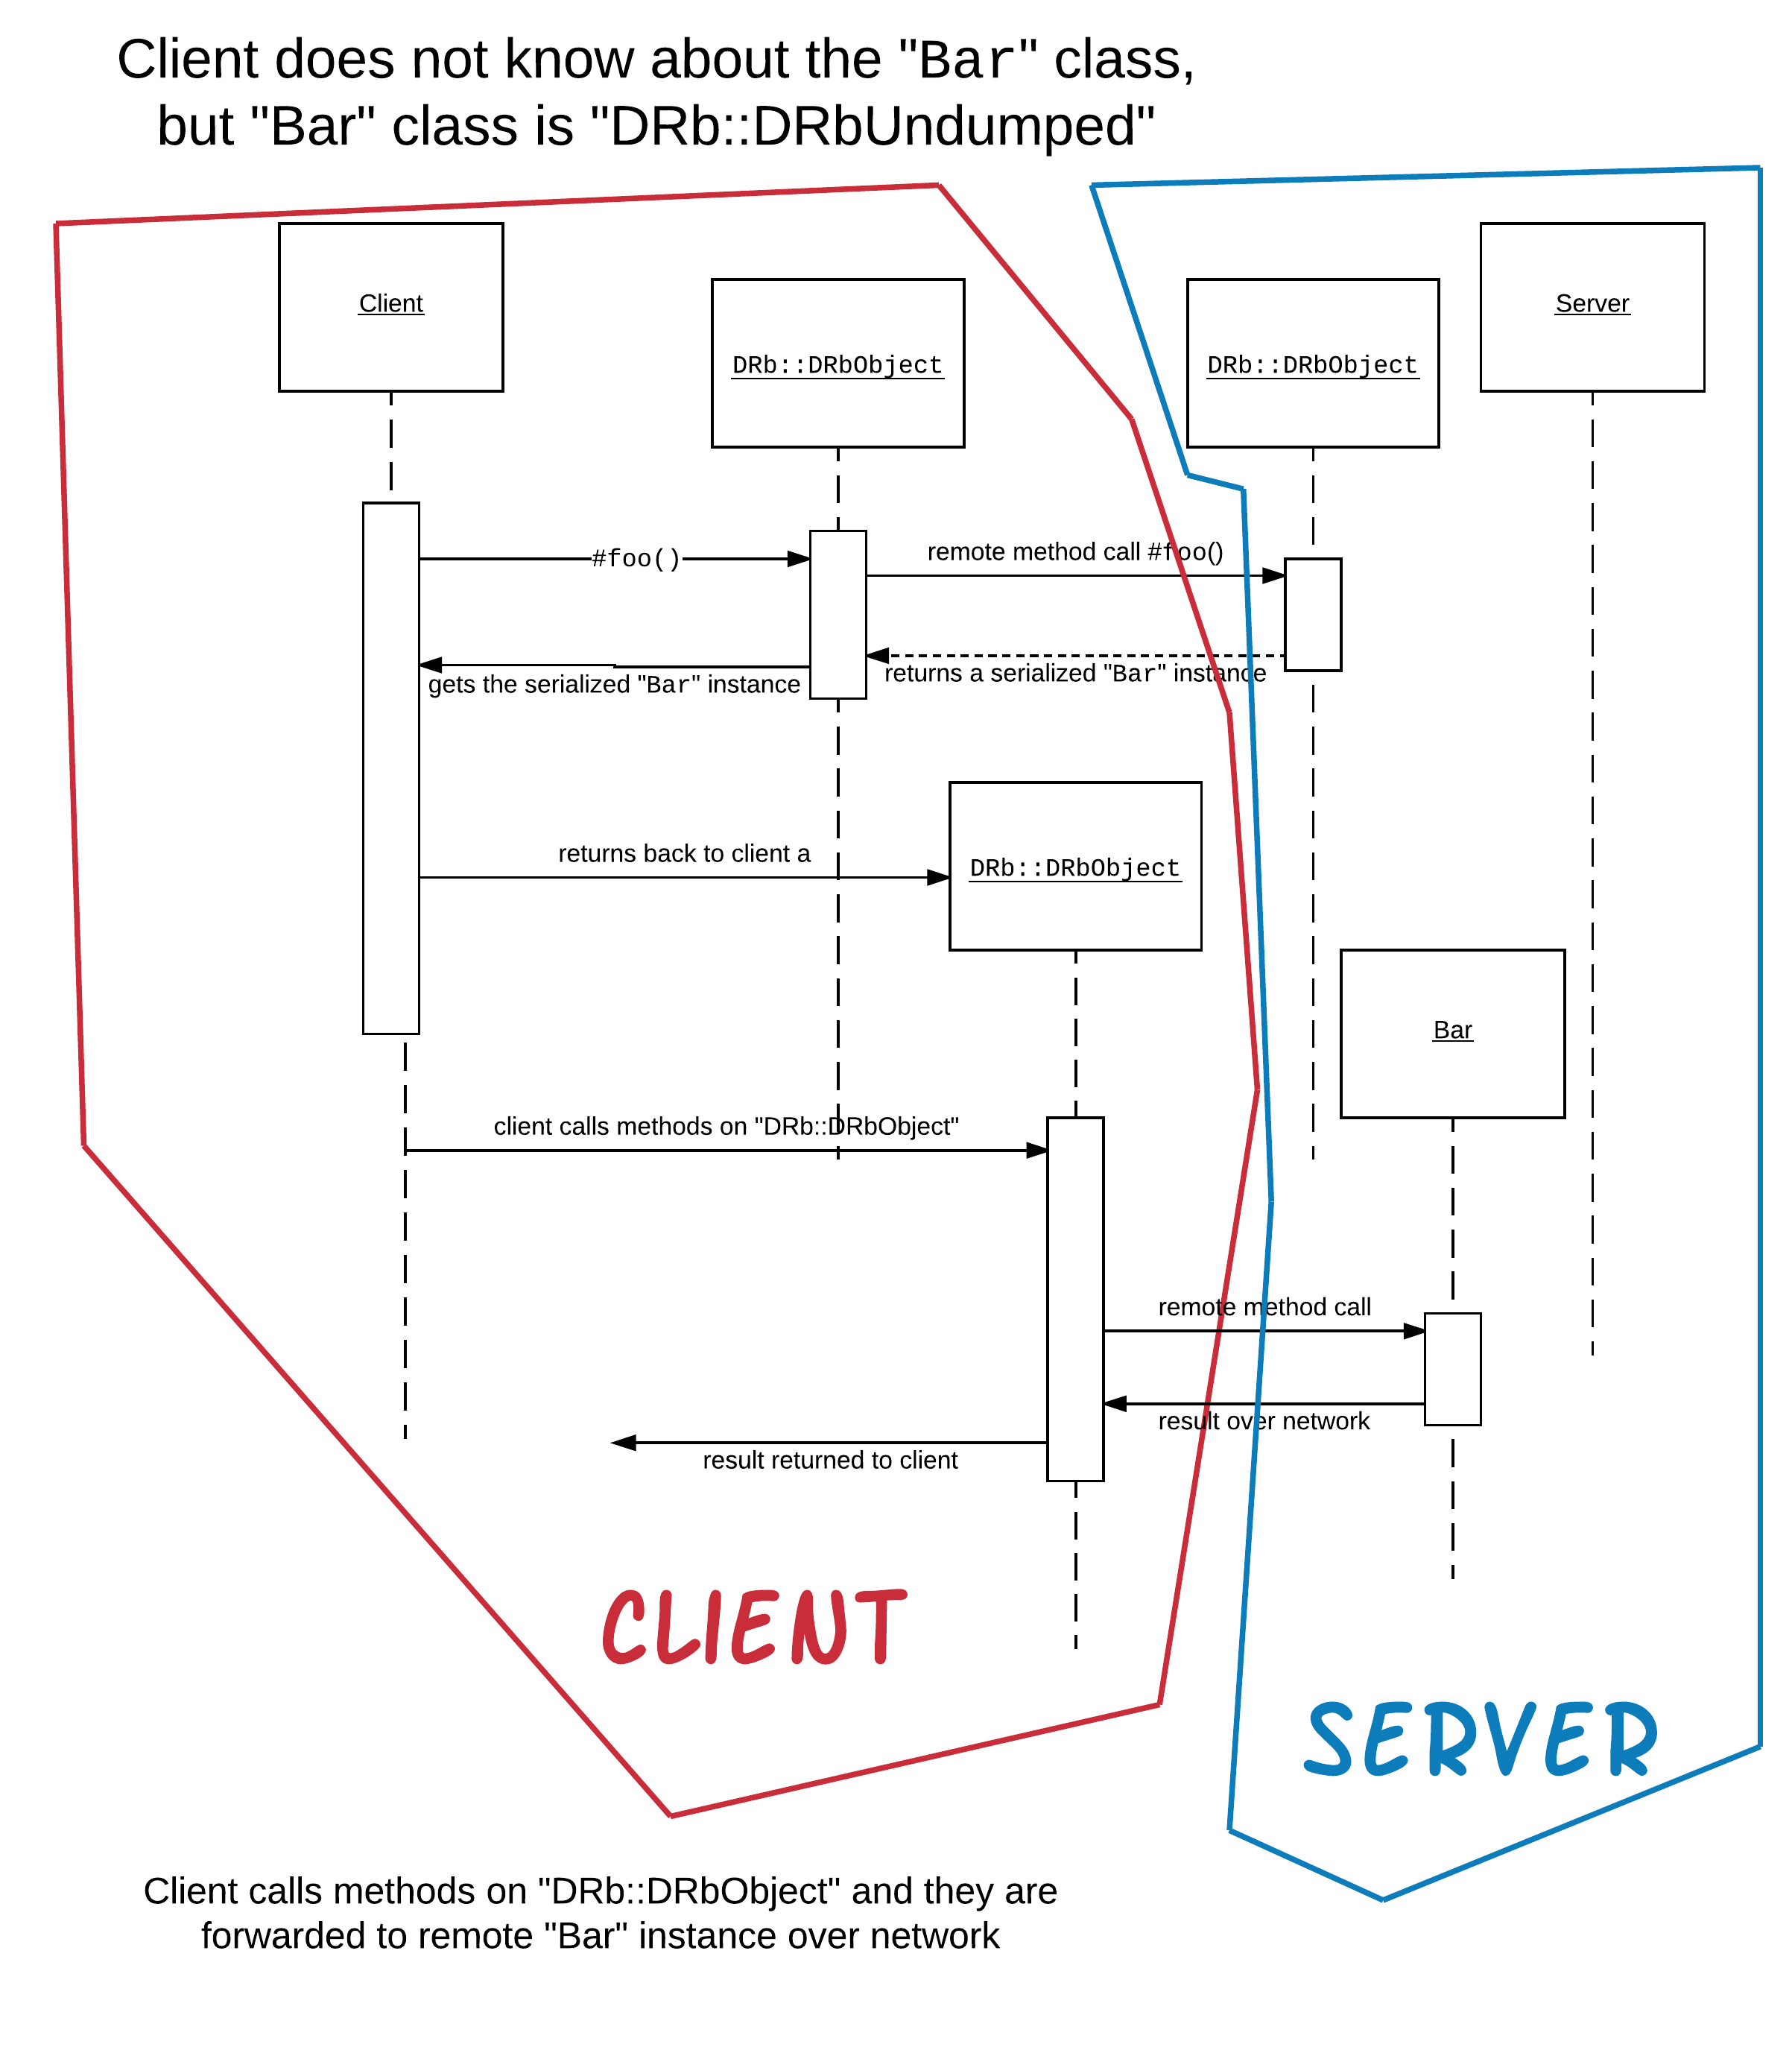 Client does not know about the "Bar" class,
but "Bar" class is "DRb::DRbUndumped"
Client
Server
DRb::DRbObject
DRb::DRbObject
#foo()
remote method call #foo()
returns a serialized "Bar" instance
gets the serialized "Bar" instance
returns back to client a
DRb::DRbObject
Bar
client calls methods on "DRb::DRbObject"
remote method call
result over network
result returned to client
CLIENT
SERVER
Client calls methods on "DRb::DRbObject" and they are
forwarded to remote "Bar" instance over network